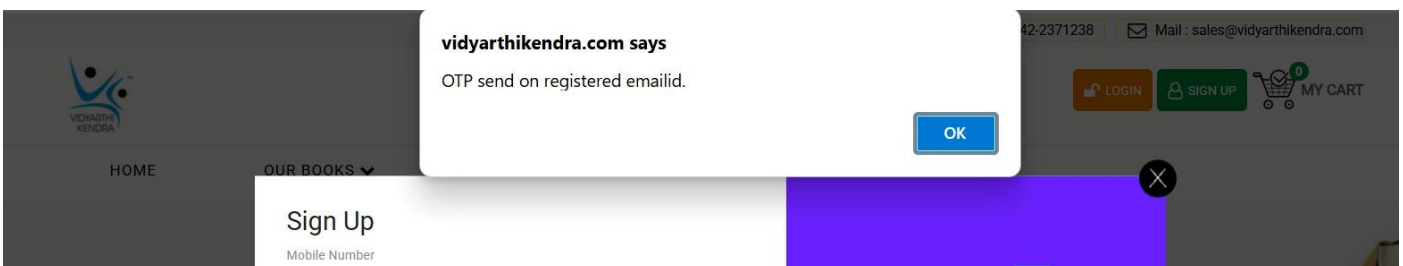 vidyarthikendra.com says
OTP send on registered emailid.
OK
42-2371238 Mail : sales@vidyarthikendra.com
VIDYARTHI
KENDRA
LOGIN SIGN UP 0 MY CART
HOME OUR BOOKS
Sign Up
Mobile Number